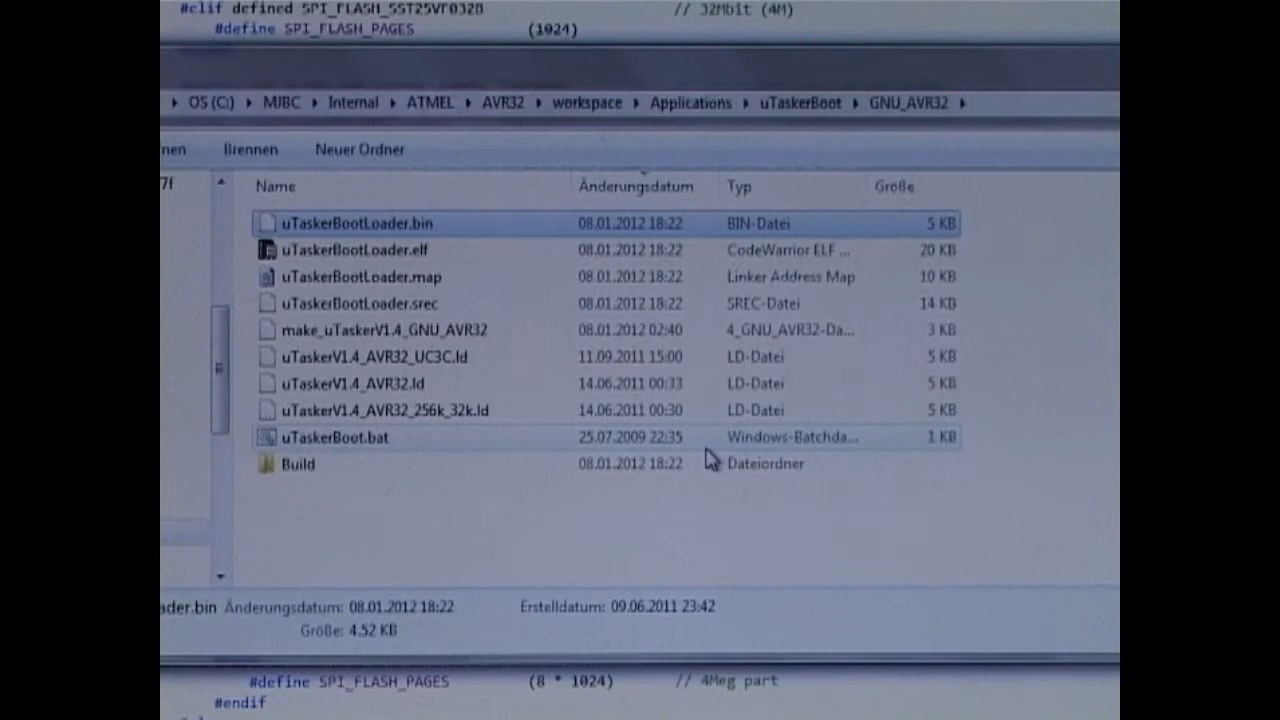 #elif defined SPI_FLASH_SST25VF032B // 32Mbit (4M)
#define SPI_FLASH_PAGES (1024)
OS (C:) MJBC Internal ATMEL AVR32 workspace Applications uTaskerBoot GNU_AVR32
nen Brennen Neuer Ordner
7f
Name Änderungsdatum Typ Größe
uTaskerBootLoader.bin 08.01.2012 18:22 BIN-Datei 5 KB
uTaskerBootLoader.elf 08.01.2012 18:22 CodeWarrior ELF ... 20 KB
uTaskerBootLoader.map 08.01.2012 18:22 Linker Address Map 10 KB
uTaskerBootLoader.srec 08.01.2012 18:22 SREC-Datei 14 KB
make_uTaskerV1.4_GNU_AVR32 08.01.2012 02:40 4_GNU_AVR32-Da... 3 KB
uTaskerV1.4_AVR32_UC3C.ld 11.09.2011 15:00 LD-Datei 5 KB
uTaskerV1.4_AVR32.ld 14.06.2011 00:33 LD-Datei 5 KB
uTaskerV1.4_AVR32_256k_32k.ld 14.06.2011 00:30 LD-Datei 5 KB
uTaskerBoot.bat 25.07.2009 22:35 Windows-Batchda... 1 KB
Build 08.01.2012 18:22 Dateiordner
ader.bin Änderungsdatum: 08.01.2012 18:22 Erstelldatum: 09.06.2011 23:42
Größe: 4.52 KB
#define SPI_FLASH_PAGES (8 * 1024) // 4Meg part
#endif